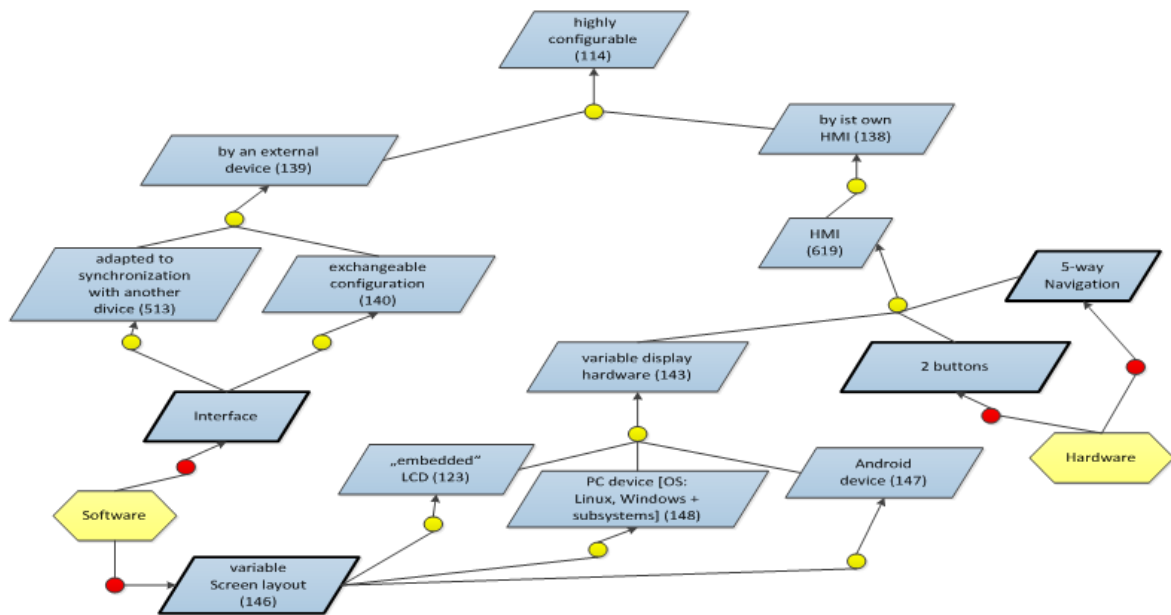 highly
configurable
(114)
by ist own
HMI (138)
by an external
device (139)
HMI
(619)
adapted to
synchronization
with another
divice (513)
exchangeable
configuration
(140)
5-way
Navigation
variable display
hardware (143)
2 buttons
Interface
„embedded”
LCD (123)
PC device [OS:
Linux, Windows +
subsystems] (148)
Android
device (147)
Hardware
Software
variable
Screen layout
(146)